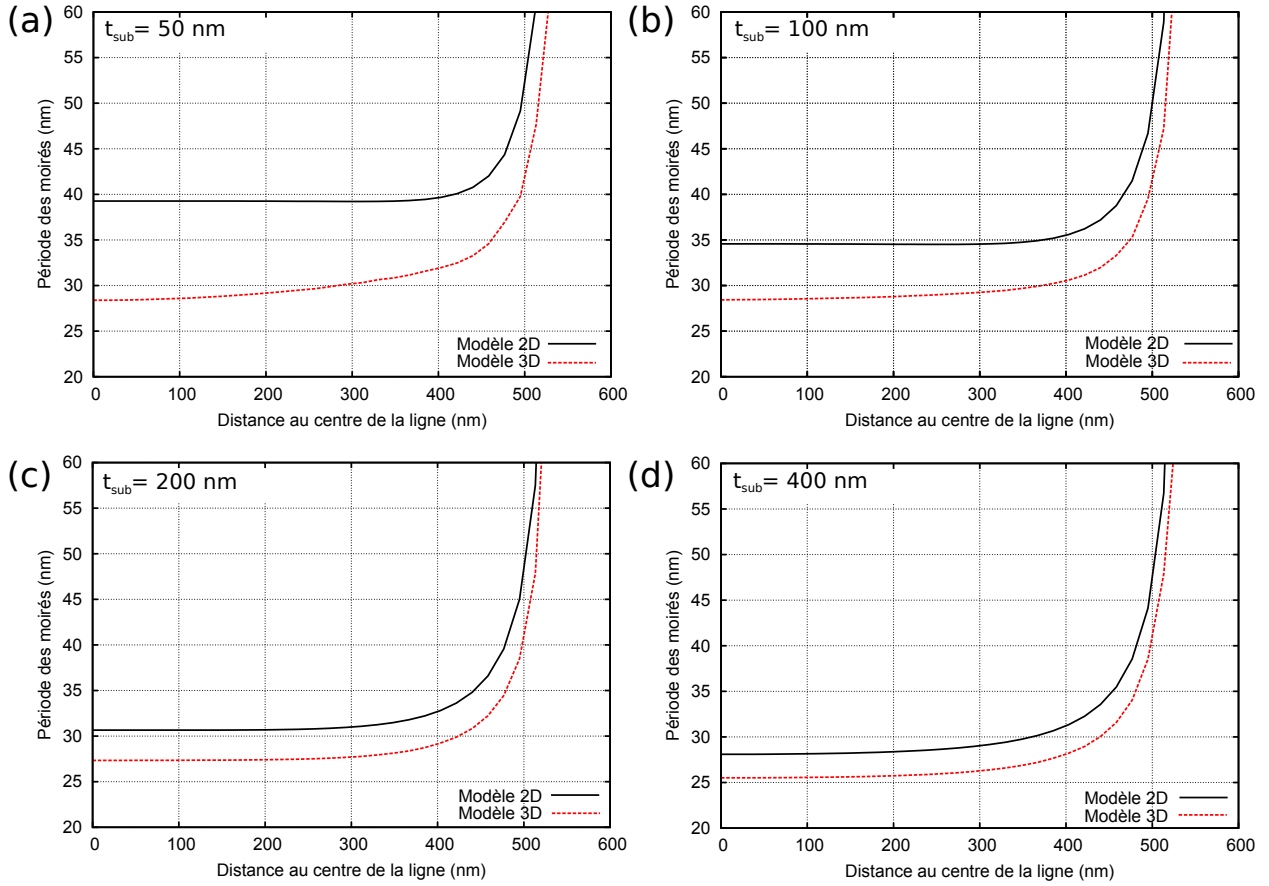 (a)
t_sub = 50 nm
Période des moirés (nm)
60
55
50
45
40
35
30
25
20
Modèle 2D
Modèle 3D
0 100 200 300 400 500 600
Distance au centre de la ligne (nm)
(b)
t_sub = 100 nm
Période des moirés (nm)
60
55
50
45
40
35
30
25
20
Modèle 2D
Modèle 3D
0 100 200 300 400 500 600
Distance au centre de la ligne (nm)
(c)
t_sub = 200 nm
Période des moirés (nm)
60
55
50
45
40
35
30
25
20
Modèle 2D
Modèle 3D
0 100 200 300 400 500 600
Distance au centre de la ligne (nm)
(d)
t_sub = 400 nm
Période des moirés (nm)
60
55
50
45
40
35
30
25
20
Modèle 2D
Modèle 3D
0 100 200 300 400 500 600
Distance au centre de la ligne (nm)